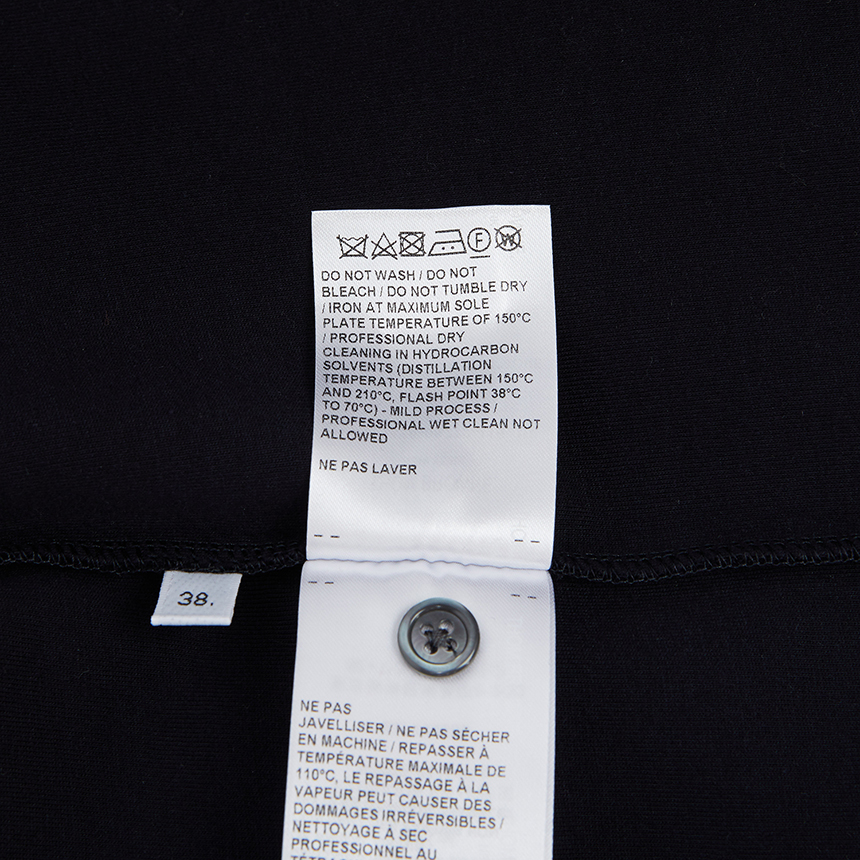 F W
DO NOT WASH / DO NOT
BLEACH / DO NOT TUMBLE DRY
/ IRON AT MAXIMUM SOLE
PLATE TEMPERATURE OF 150°C
/ PROFESSIONAL DRY
CLEANING IN HYDROCARBON
SOLVENTS (DISTILLATION
TEMPERATURE BETWEEN 150°C
AND 210°C, FLASH POINT 38°C
TO 70°C) - MILD PROCESS /
PROFESSIONAL WET CLEAN NOT
ALLOWED
NE PAS LAVER
38.
NE PAS
JAVELLISER / NE PAS SÉCHER
EN MACHINE / REPASSER À
TEMPÉRATURE MAXIMALE DE
110°C, LE REPASSAGE À LA
VAPEUR PEUT CAUSER DES
DOMMAGES IRRÉVERSIBLES /
NETTOYAGE À SEC
PROFESSIONNEL AU